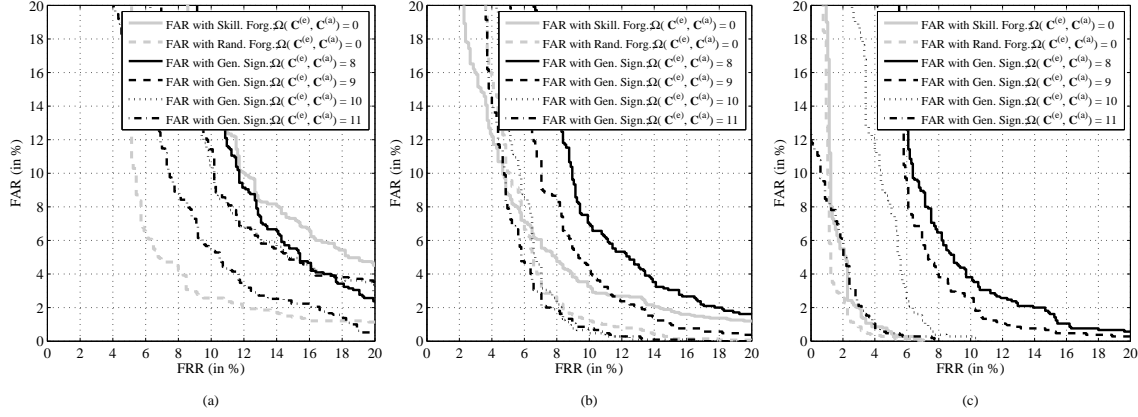 FAR with Skill. Forg.:Ω( C(e), C(a)) = 0
FAR with Rand. Forg.:Ω( C(e), C(a)) = 0
FAR with Gen. Sign.:Ω( C(e), C(a)) = 8
FAR with Gen. Sign.:Ω( C(e), C(a)) = 9
FAR with Gen. Sign.:Ω( C(e), C(a)) = 10
FAR with Gen. Sign.:Ω( C(e), C(a)) = 11
20
18
16
14
12
10
8
6
4
2
0
FAR (in %)
0 2 4 6 8 10 12 14 16 18 20
FRR (in %)
(a)
FAR with Skill. Forg.:Ω( C(e), C(a)) = 0
FAR with Rand. Forg.:Ω( C(e), C(a)) = 0
FAR with Gen. Sign.:Ω( C(e), C(a)) = 8
FAR with Gen. Sign.:Ω( C(e), C(a)) = 9
FAR with Gen. Sign.:Ω( C(e), C(a)) = 10
FAR with Gen. Sign.:Ω( C(e), C(a)) = 11
20
18
16
14
12
10
8
6
4
2
0
FAR (in %)
0 2 4 6 8 10 12 14 16 18 20
FRR (in %)
(b)
FAR with Skill. Forg.:Ω( C(e), C(a)) = 0
FAR with Rand. Forg.:Ω( C(e), C(a)) = 0
FAR with Gen. Sign.:Ω( C(e), C(a)) = 8
FAR with Gen. Sign.:Ω( C(e), C(a)) = 9
FAR with Gen. Sign.:Ω( C(e), C(a)) = 10
FAR with Gen. Sign.:Ω( C(e), C(a)) = 11
20
18
16
14
12
10
8
6
4
2
0
FAR (in %)
0 2 4 6 8 10 12 14 16 18 20
FRR (in %)
(c)